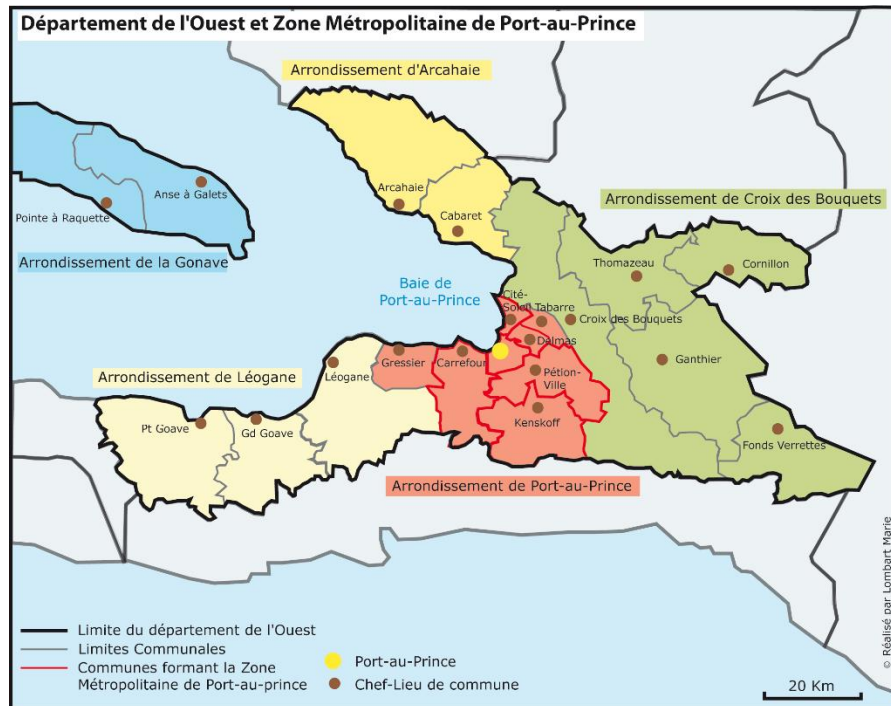 Département de l'Ouest et Zone Métropolitaine de Port-au-Prince
Arrondissement d'Arcahaie
Anse à Galets
Pointe à Raquette
Arrondissement de la Gonave
Arcahaie
Cabaret
Arrondissement de Croix des Bouquets
Thomazeau
Cornillon
Baie de
Port-au-Prince
Cité-
Soleil
Tabarre
Croix des Bouquets
Delmas
Gressier
Carrefour
Pétion-
Ville
Ganthier
Kenskoff
Fonds Verrettes
Léogane
Arrondissement de Léogane
Pt Goave
Gd Goave
Arrondissement de Port-au-Prince
Limite du département de l'Ouest
Limites Communales
Communes formant la Zone
Métropolitaine de Port-au-prince
Port-au-Prince
Chef-Lieu de commune
20 Km
© Réalisé par Lombart Marie